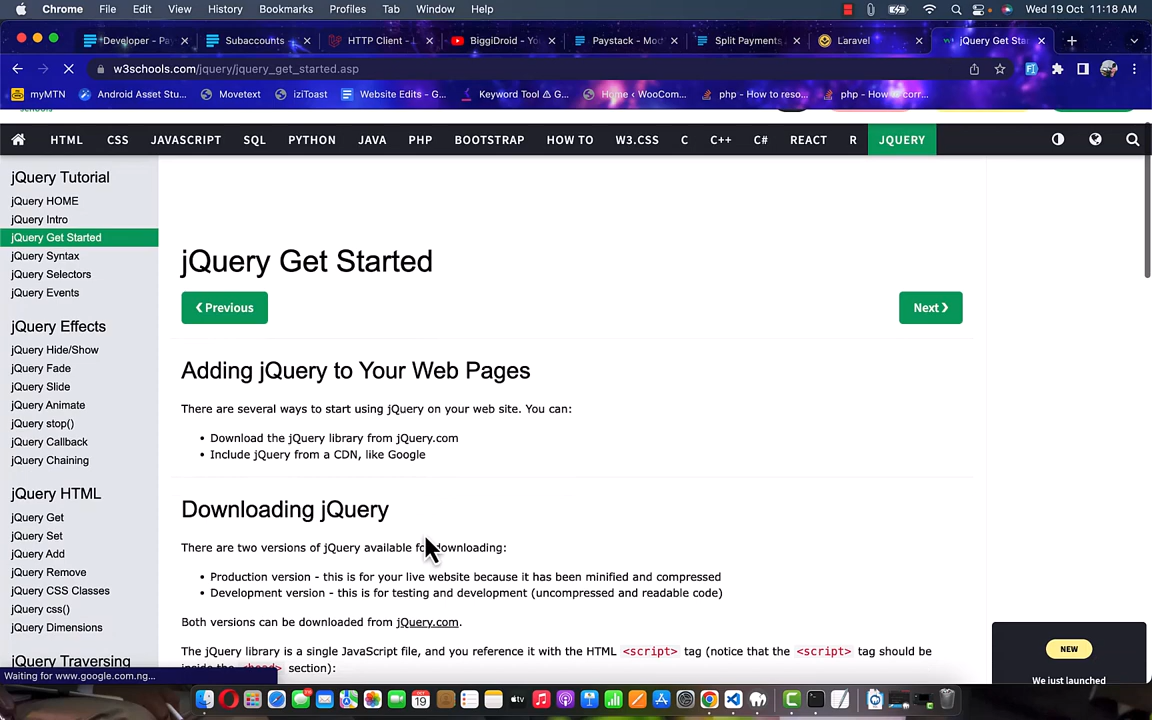 Chrome File Edit View History Bookmarks Profiles Tab Window Help Wed 19 Oct 11:18 AM
Developer - Pay Subaccounts - HTTP Client - L BiggiDroid - Yo Paystack - Mod Split Payments Laravel jQuery Get Star
w3schools.com/jquery/jquery_get_started.asp
myMTN Android Asset Stu... Movetext iziToast Website Edits - G... Keyword Tool ⚠ G... Home ‹ WooCom... php - How to reso... php - How to corr...
schools
HTML CSS JAVASCRIPT SQL PYTHON JAVA PHP BOOTSTRAP HOW TO W3.CSS C C++ C# REACT R JQUERY
jQuery Tutorial
jQuery HOME
jQuery Intro
jQuery Get Started
jQuery Syntax
jQuery Selectors
jQuery Events
jQuery Effects
jQuery Hide/Show
jQuery Fade
jQuery Slide
jQuery Animate
jQuery stop()
jQuery Callback
jQuery Chaining
jQuery HTML
jQuery Get
jQuery Set
jQuery Add
jQuery Remove
jQuery CSS Classes
jQuery css()
jQuery Dimensions
jQuery Traversing
jQuery Get Started
❮ Previous
Next ❯
Adding jQuery to Your Web Pages
There are several ways to start using jQuery on your web site. You can:
• Download the jQuery library from jQuery.com
• Include jQuery from a CDN, like Google
Downloading jQuery
There are two versions of jQuery available for downloading:
• Production version - this is for your live website because it has been minified and compressed
• Development version - this is for testing and development (uncompressed and readable code)
Both versions can be downloaded from jQuery.com.
The jQuery library is a single JavaScript file, and you reference it with the HTML <script> tag (notice that the <script> tag should be
inside the <head> section):
NEW
We just launched
Waiting for www.google.com.ng...